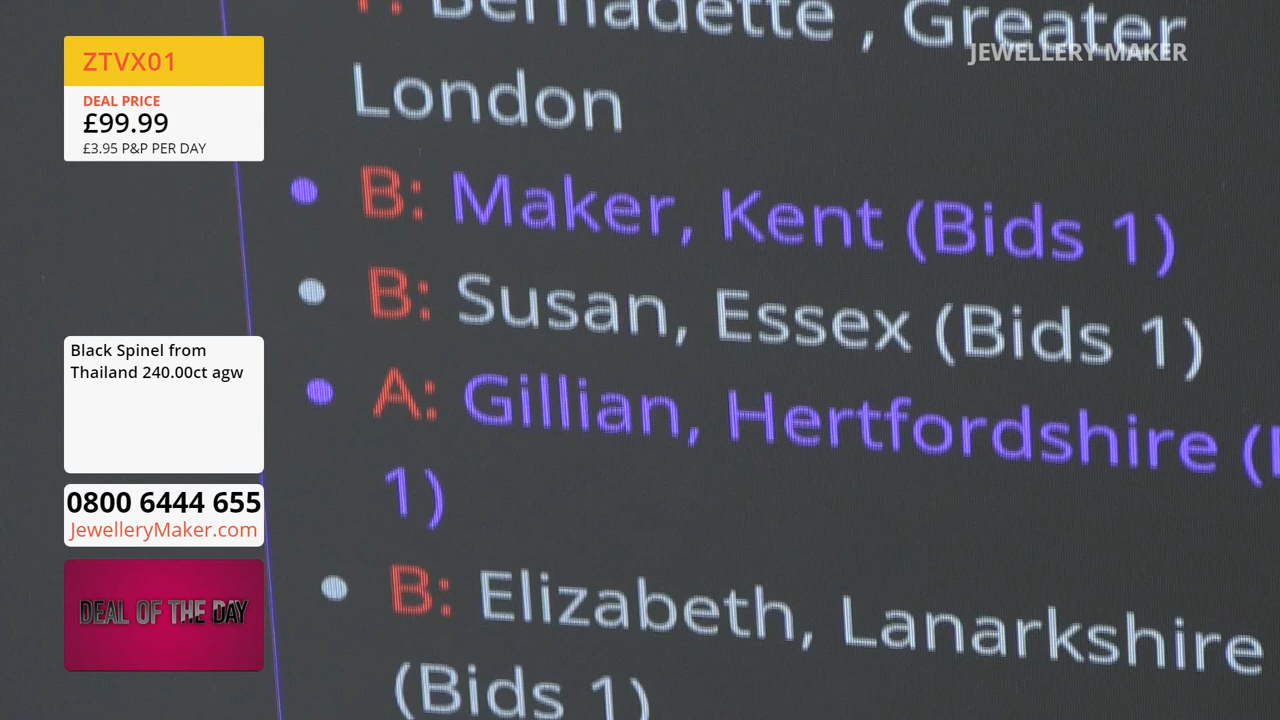 ZTVX01
DEAL PRICE
£99.99
£3.95 P&P PER DAY
Black Spinel from
Thailand 240.00ct agw
0800 6444 655
JewelleryMaker.com
DEAL OF THE DAY
JEWELLERY MAKER
Bernadette , Greater
London
B: Maker, Kent (Bids 1)
B: Susan, Essex (Bids 1)
A: Gillian, Hertfordshire (
1)
B: Elizabeth, Lanarkshire
(Bids 1)